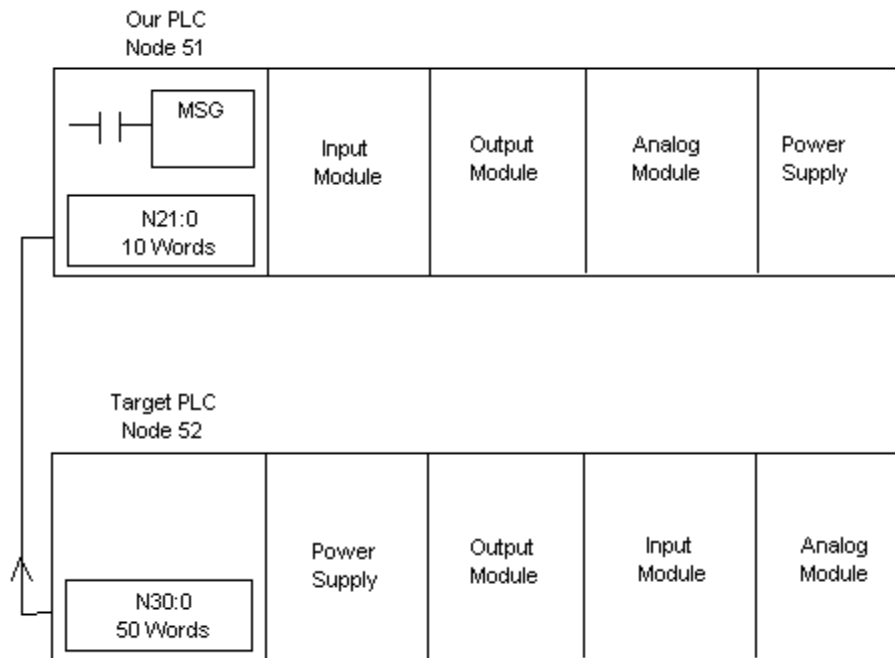 Our PLC
Node 51
MSG
N21:0
10 Words
Input
Module
Output
Module
Analog
Module
Power
Supply
Target PLC
Node 52
N30:0
50 Words
Power
Supply
Output
Module
Input
Module
Analog
Module